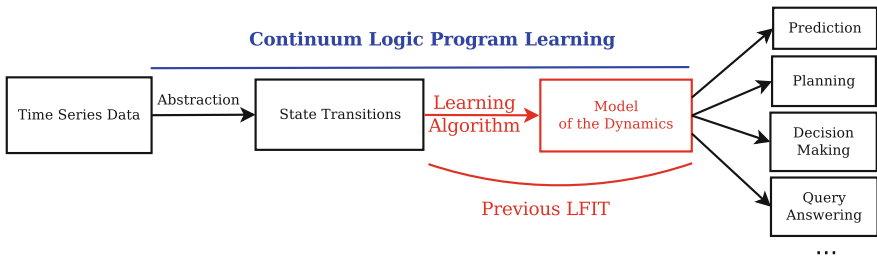 Continuum Logic Program Learning
Time Series Data
Abstraction
State Transitions
Learning
Algorithm
Model
of the Dynamics
Previous LFIT
Prediction
Planning
Decision
Making
Query
Answering
...